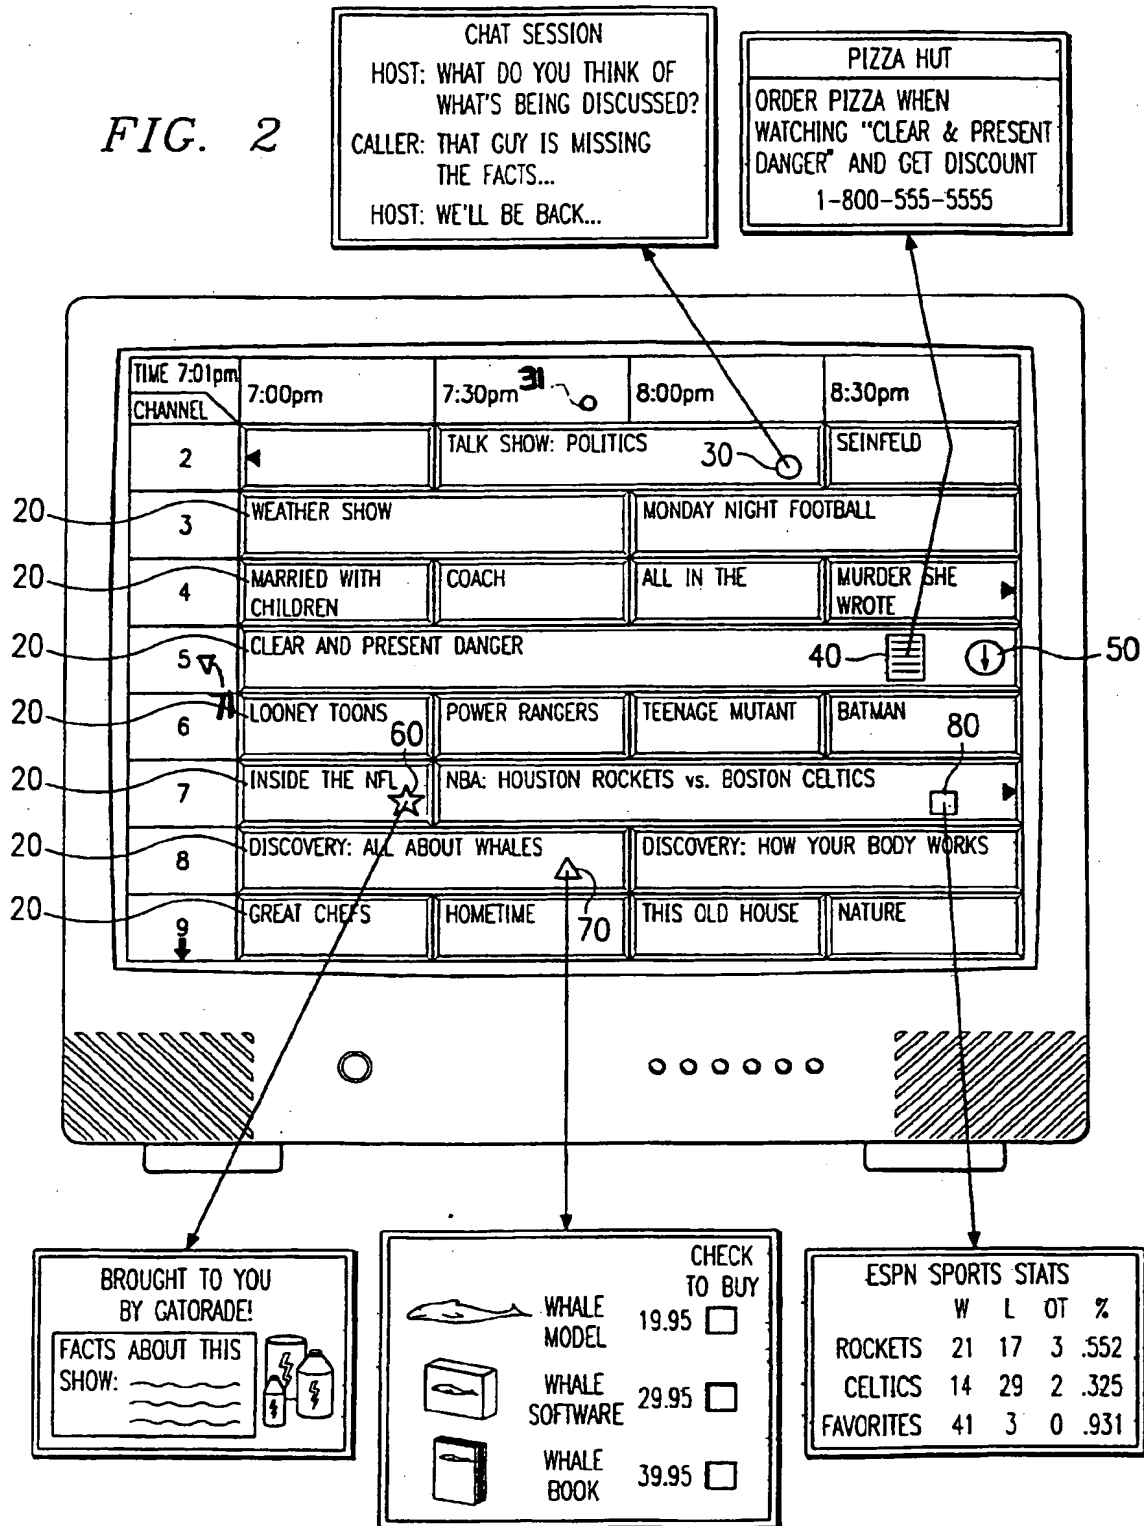 FIG. 2
CHAT SESSION
HOST: WHAT DO YOU THINK OF
WHAT'S BEING DISCUSSED?
CALLER: THAT GUY IS MISSING
THE FACTS...
HOST: WE'LL BE BACK...
PIZZA HUT
ORDER PIZZA WHEN
WATCHING "CLEAR & PRESENT
DANGER" AND GET DISCOUNT
1-800-555-5555
TIME 7:01pm
CHANNEL
7:00pm
7:30pm
31
8:00pm
8:30pm
2
TALK SHOW: POLITICS
30
SEINFELD
20
3
WEATHER SHOW
MONDAY NIGHT FOOTBALL
20
4
MARRIED WITH
CHILDREN
COACH
ALL IN THE
MURDER SHE
WROTE
20
5
CLEAR AND PRESENT DANGER
40
50
71
20
6
LOONEY TOONS
POWER RANGERS
TEENAGE MUTANT
BATMAN
20
7
INSIDE THE NFL
60
NBA: HOUSTON ROCKETS vs. BOSTON CELTICS
80
20
8
DISCOVERY: ALL ABOUT WHALES
70
DISCOVERY: HOW YOUR BODY WORKS
20
9
GREAT CHEFS
HOMETIME
THIS OLD HOUSE
NATURE
BROUGHT TO YOU
BY GATORADE!
FACTS ABOUT THIS
SHOW:
CHECK
TO BUY
WHALE
MODEL
19.95
WHALE
SOFTWARE
29.95
WHALE
BOOK
39.95
ESPN SPORTS STATS
W L OT %
ROCKETS 21 17 3 .552
CELTICS 14 29 2 .325
FAVORITES 41 3 0 .931